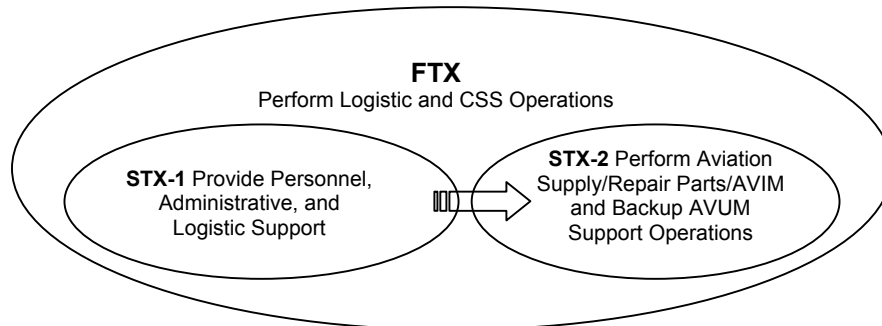 FTX
Perform Logistic and CSS Operations
STX-1 Provide Personnel,
Administrative, and
Logistic Support
STX-2 Perform Aviation
Supply/Repair Parts/AVIM
and Backup AVUM
Support Operations